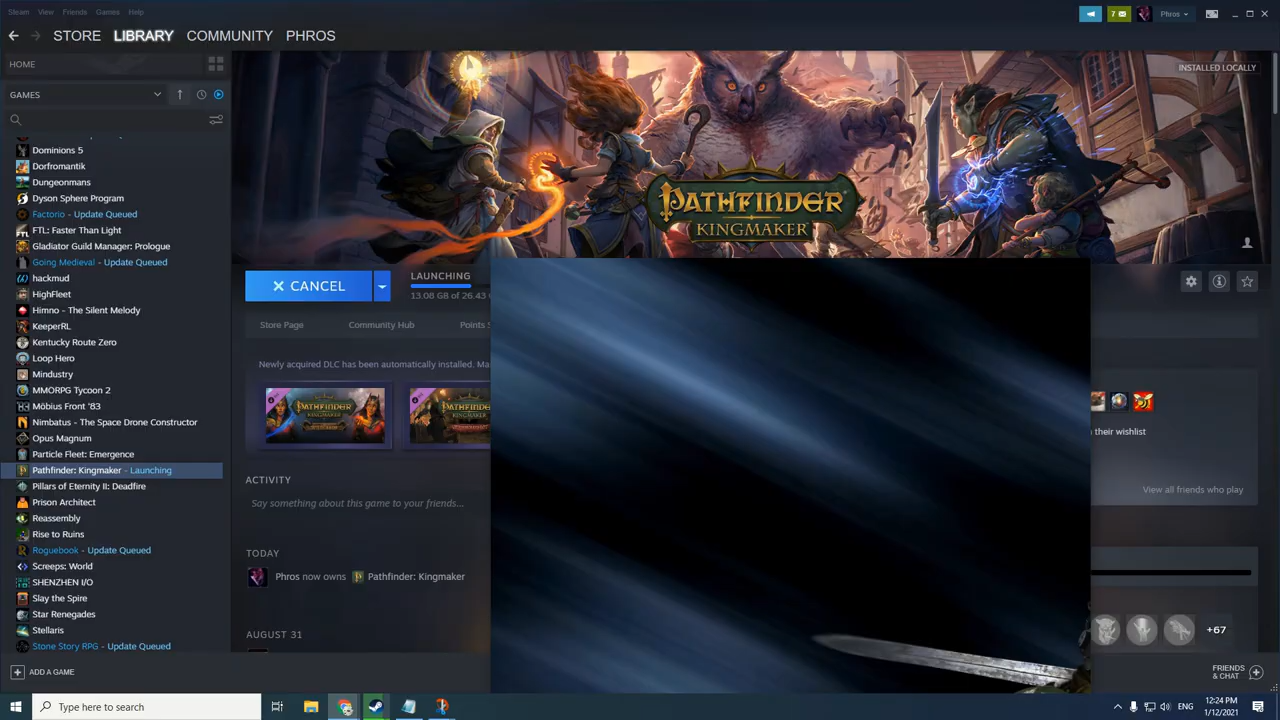 Steam View Friends Games Help
7
Phros
STORE LIBRARY COMMUNITY PHROS
HOME
GAMES
Dominions 5
Dorfromantik
Dungeonmans
Dyson Sphere Program
Factorio - Update Queued
FTL: Faster Than Light
Gladiator Guild Manager: Prologue
Going Medieval - Update Queued
hackmud
HighFleet
Himno - The Silent Melody
KeeperRL
Kentucky Route Zero
Loop Hero
Mindustry
MMORPG Tycoon 2
Möbius Front '83
Nimbatus - The Space Drone Constructor
Opus Magnum
Particle Fleet: Emergence
Pathfinder: Kingmaker - Launching
Pillars of Eternity II: Deadfire
Prison Architect
Reassembly
Rise to Ruins
Roguebook - Update Queued
Screeps: World
SHENZHEN I/O
Slay the Spire
Star Renegades
Stellaris
Stone Story RPG - Update Queued
ADD A GAME
INSTALLED LOCALLY
PATHFINDER
KINGMAKER
CANCEL
LAUNCHING
13.08 GB of 26.43
Store Page Community Hub Points S
Newly acquired DLC has been automatically installed. Ma
PATHFINDER
KINGMAKER
PATHFINDER
ACTIVITY
Say something about this game to your friends...
TODAY
Phros now owns Pathfinder: Kingmaker
AUGUST 31
their wishlist
View all friends who play
+67
FRIENDS
& CHAT
Type here to search
ENG
12:24 PM
1/12/2021